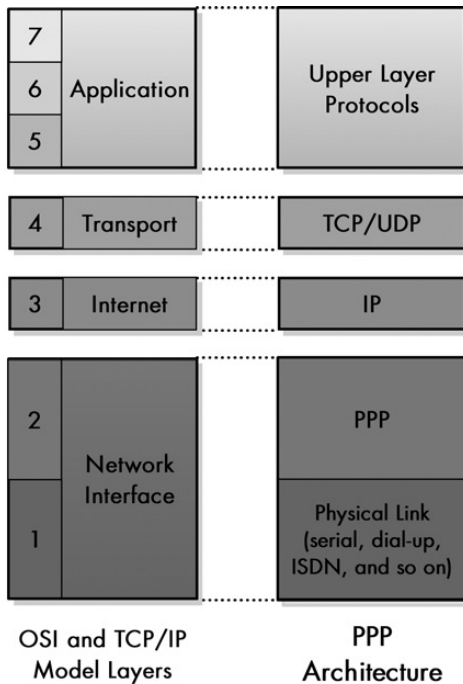 7
6
5
Application
Upper Layer
Protocols
4
Transport
TCP/UDP
3
Internet
IP
2
1
Network
Interface
PPP
Physical Link
(serial, dial-up,
ISDN, and so on)
OSI and TCP/IP
Model Layers
PPP
Architecture